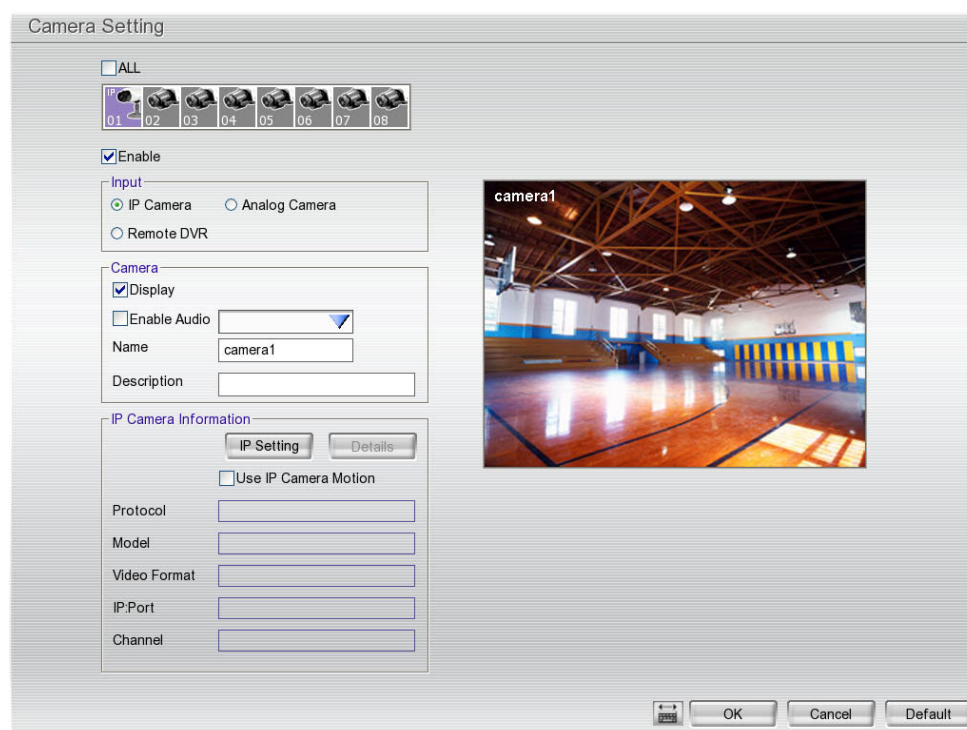 Camera Setting
ALL
IP
01 02 03 04 05 06 07 08
Enable
Input
IP Camera Analog Camera
Remote DVR
camera1
Camera
Display
Enable Audio
Name camera1
Description
IP Camera Information
IP Setting Details
Use IP Camera Motion
Protocol
Model
Video Format
IP:Port
Channel
OK Cancel Default